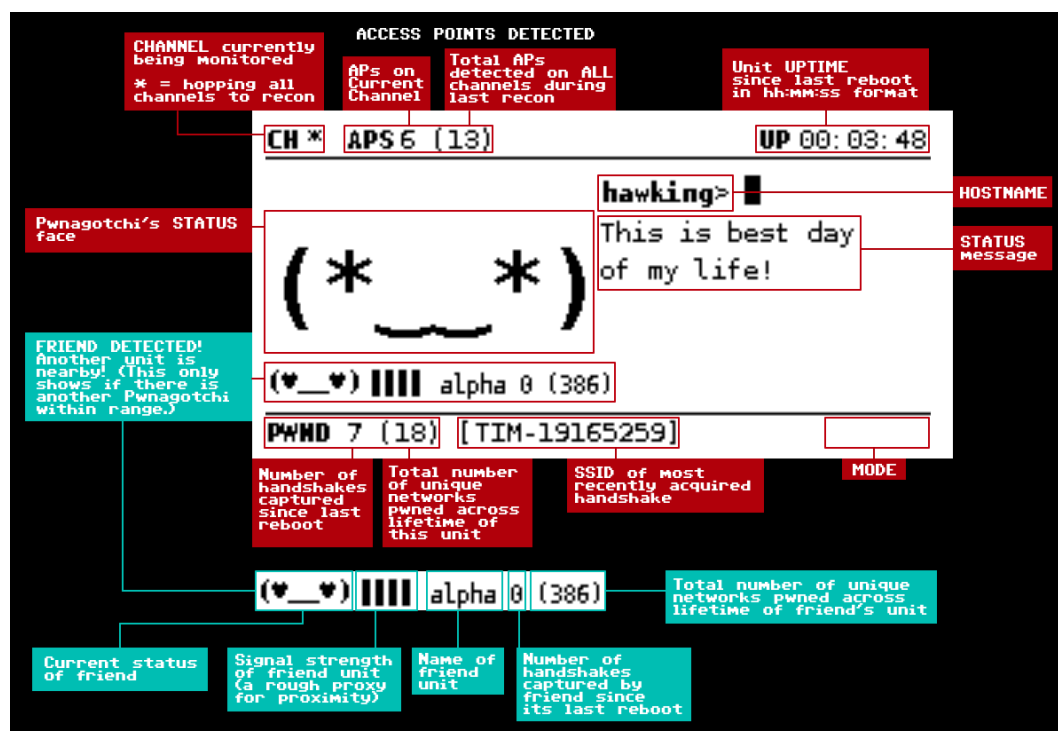 ACCESS POINTS DETECTED
CHANNEL currently
being monitored
* = hopping all
channels to recon
APs on
Current
Channel
Total APs
detected on ALL
channels during
last recon
Unit UPTIME
since last reboot
in hh:mm:ss format
CH * APS 6 (13) UP 00:03:48
hawking>
HOSTNAME
Pwnagotchi's STATUS
face
This is best day
of my life!
STATUS
message
(*‿‿*)
FRIEND DETECTED!
Another unit is
nearby! (This only
shows if there is
another Pwnagotchi
within range.)
(♥__♥) ▌▌▌▌ alpha 0 (386)
PWND 7 (18) [TIM-19165259]
MODE
Number of
handshakes
captured
since last
reboot
Total number
of unique
networks
pwned across
lifetime of
this unit
SSID of most
recently acquired
handshake
(♥__♥) ▌▌▌▌ alpha 0 (386)
Total number of unique
networks pwned across
lifetime of friend's unit
Current status
of friend
Signal strength
of friend unit
(a rough proxy
for proximity)
Name of
friend
unit
Number of
handshakes
captured by
friend since
its last reboot